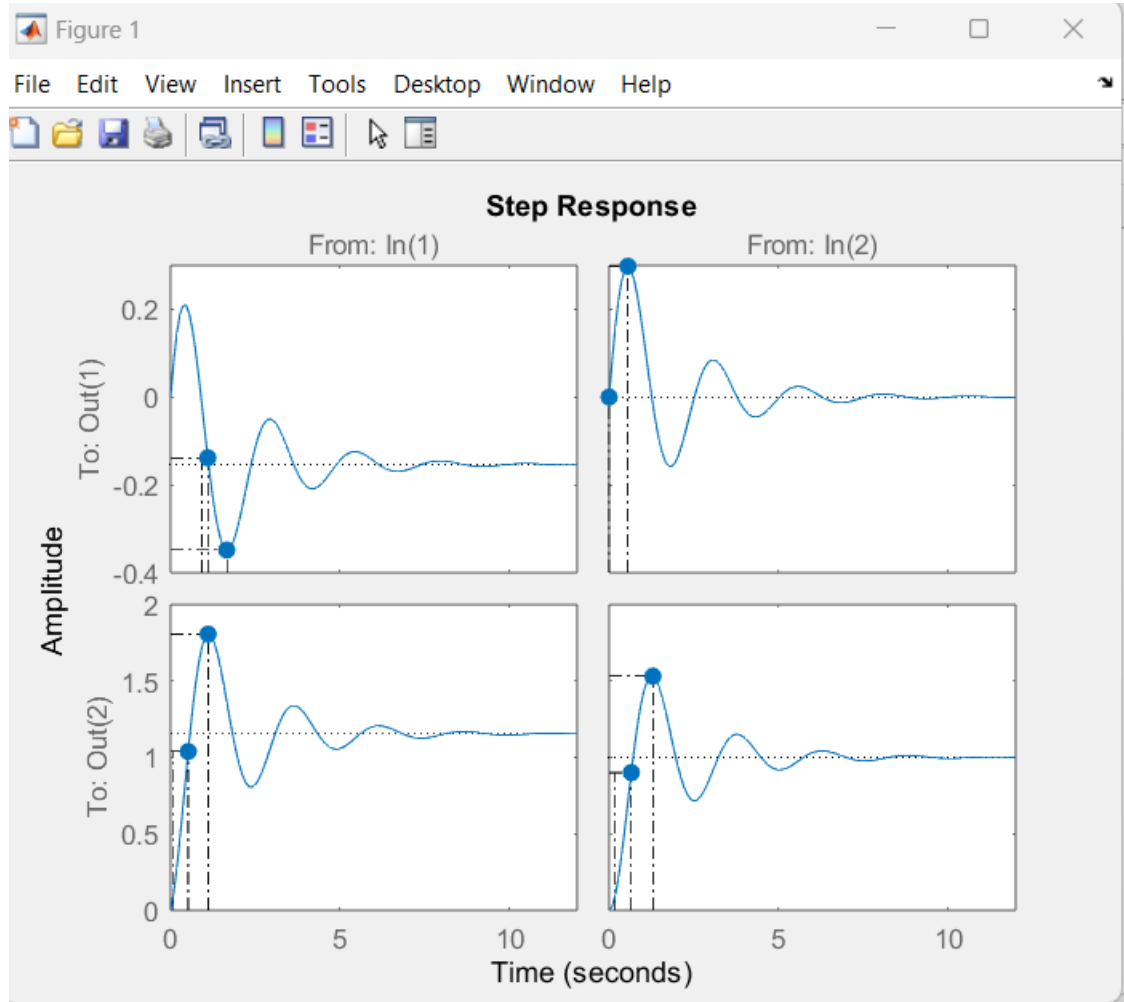 Figure 1
File Edit View Insert Tools Desktop Window Help
Step Response
From: In(1) From: In(2)
0.2
0
-0.2
-0.4
To: Out(1)
Amplitude
2
1.5
1
0.5
0
To: Out(2)
0 5 10 0 5 10
Time (seconds)